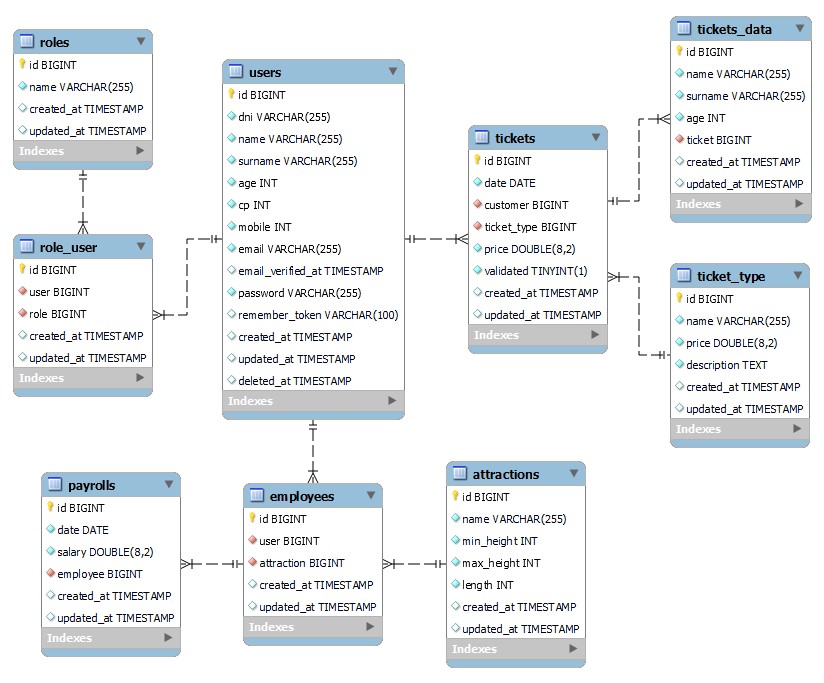 roles
id BIGINT
name VARCHAR(255)
created_at TIMESTAMP
updated_at TIMESTAMP
Indexes
role_user
id BIGINT
user BIGINT
role BIGINT
created_at TIMESTAMP
updated_at TIMESTAMP
Indexes
users
id BIGINT
dni VARCHAR(255)
name VARCHAR(255)
surname VARCHAR(255)
age INT
cp INT
mobile INT
email VARCHAR(255)
email_verified_at TIMESTAMP
password VARCHAR(255)
remember_token VARCHAR(100)
created_at TIMESTAMP
updated_at TIMESTAMP
deleted_at TIMESTAMP
Indexes
tickets
id BIGINT
date DATE
customer BIGINT
ticket_type BIGINT
price DOUBLE(8,2)
validated TINYINT(1)
created_at TIMESTAMP
updated_at TIMESTAMP
Indexes
tickets_data
id BIGINT
name VARCHAR(255)
surname VARCHAR(255)
age INT
ticket BIGINT
created_at TIMESTAMP
updated_at TIMESTAMP
Indexes
ticket_type
id BIGINT
name VARCHAR(255)
price DOUBLE(8,2)
description TEXT
created_at TIMESTAMP
updated_at TIMESTAMP
Indexes
payrolls
id BIGINT
date DATE
salary DOUBLE(8,2)
employee BIGINT
created_at TIMESTAMP
updated_at TIMESTAMP
Indexes
employees
id BIGINT
user BIGINT
attraction BIGINT
created_at TIMESTAMP
updated_at TIMESTAMP
Indexes
attractions
id BIGINT
name VARCHAR(255)
min_height INT
max_height INT
length INT
created_at TIMESTAMP
updated_at TIMESTAMP
Indexes